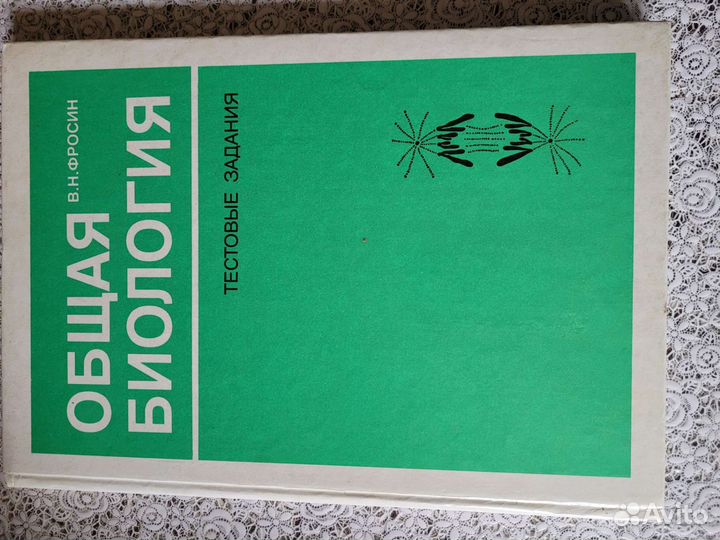 В.Н.ФРОСИН
ОБЩАЯ
БИОЛОГИЯ
ТЕСТОВЫЕ ЗАДАНИЯ
Avito